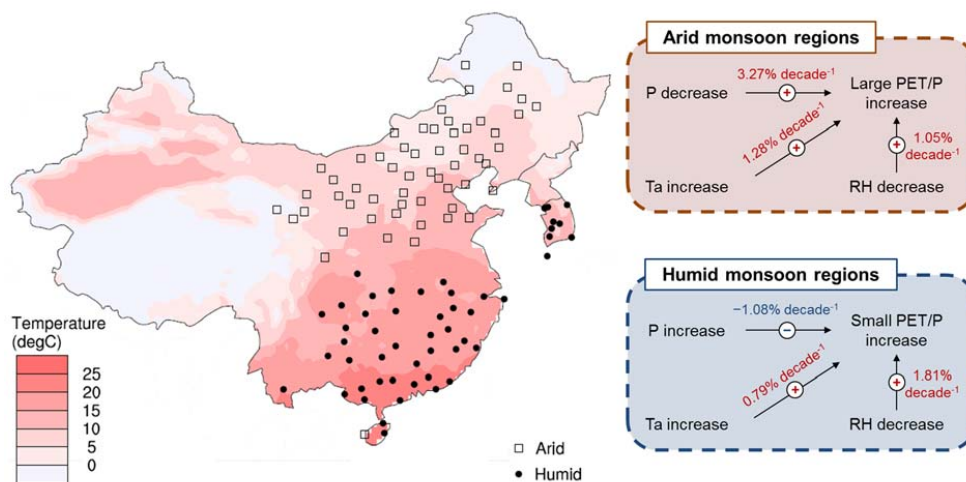 Temperature
(degC)
25
20
15
10
5
0
Arid
Humid
Arid monsoon regions
P decrease
3.27% decade⁻¹
Large PET/P
increase
1.28% decade⁻¹
1.05%
decade⁻¹
Ta increase
RH decrease
Humid monsoon regions
P increase
−1.08% decade⁻¹
Small PET/P
increase
0.79% decade⁻¹
1.81%
decade⁻¹
Ta increase
RH decrease